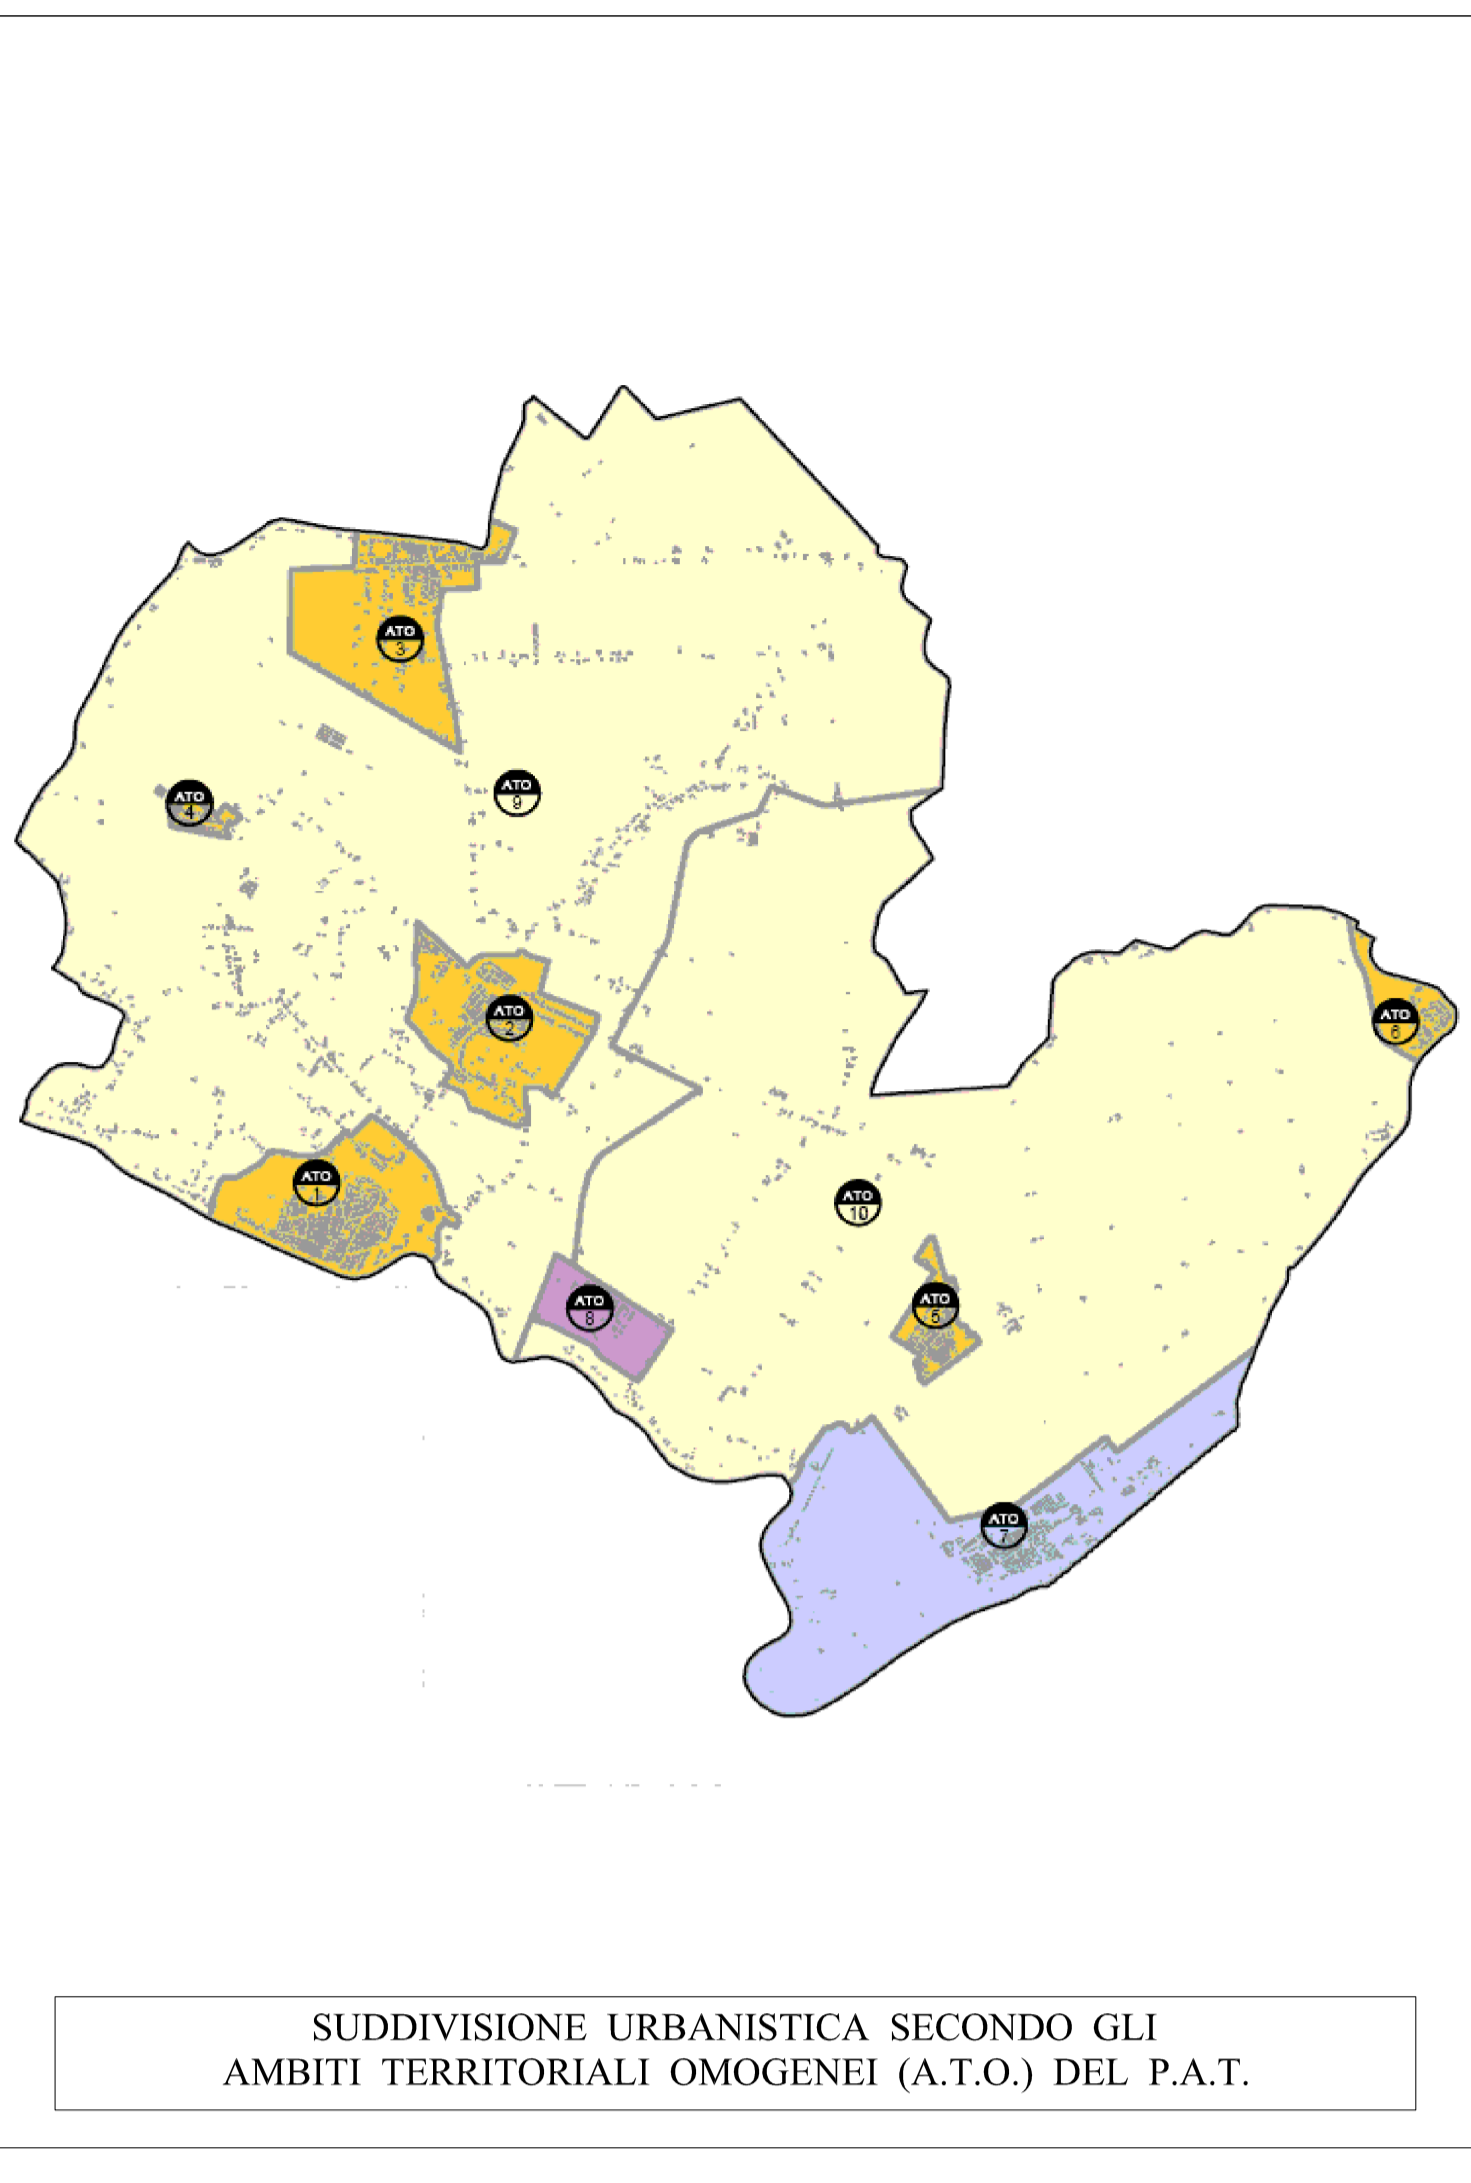 ATO
3
ATO
4
ATO
9
ATO
2
ATO
6
ATO
1
ATO
10
ATO
8
ATO
5
ATO
7
SUDDIVISIONE URBANISTICA SECONDO GLI
AMBITI TERRITORIALI OMOGENEI (A.T.O.) DEL P.A.T.